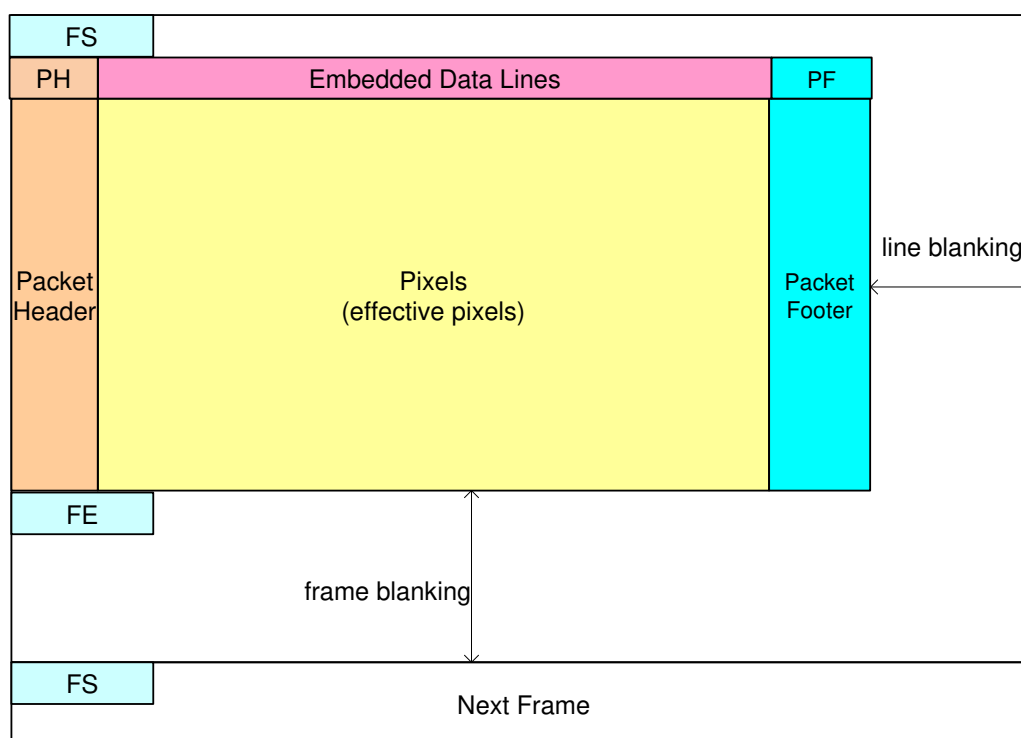 FS
PH
Embedded Data Lines
PF
line blanking
Packet
Header
Pixels
(effective pixels)
Packet
Footer
FE
frame blanking
FS
Next Frame